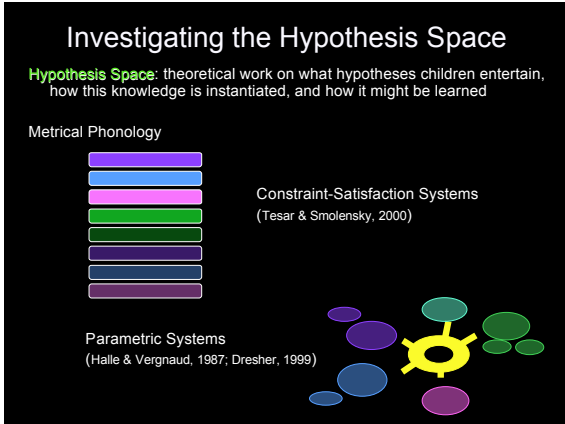 Investigating the Hypothesis Space
Hypothesis Space: theoretical work on what hypotheses children entertain,
how this knowledge is instantiated, and how it might be learned
Metrical Phonology
Constraint-Satisfaction Systems
(Tesar & Smolensky, 2000)
Parametric Systems
(Halle & Vergnaud, 1987; Dresher, 1999)